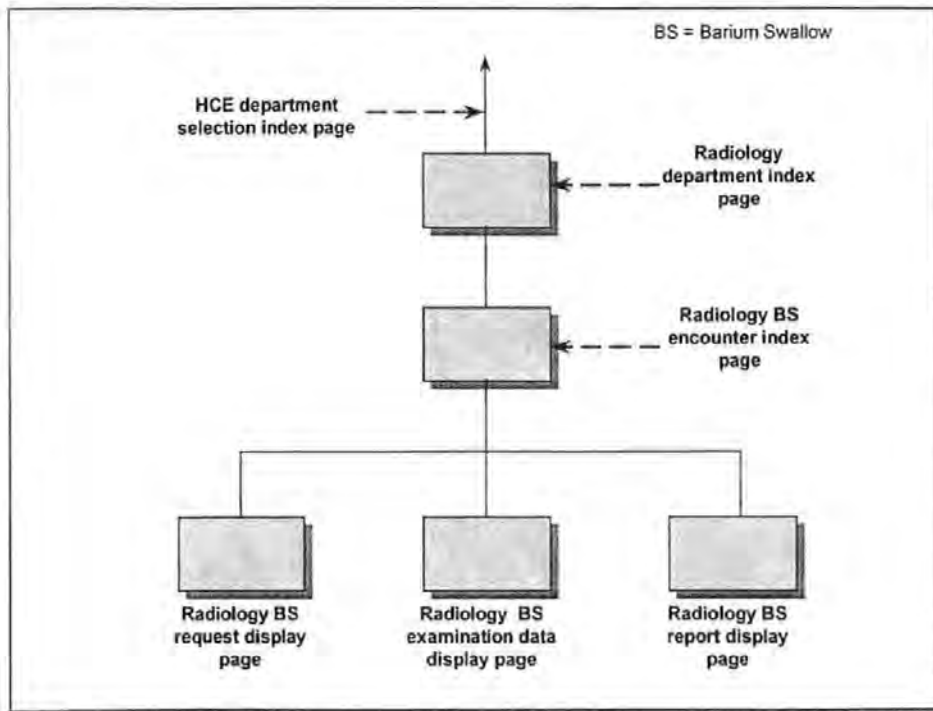 BS = Barium Swallow
HCE department
selection index page
Radiology
department index
page
Radiology BS
encounter index
page
Radiology BS
request display
page
Radiology BS
examination data
display page
Radiology BS
report display
page